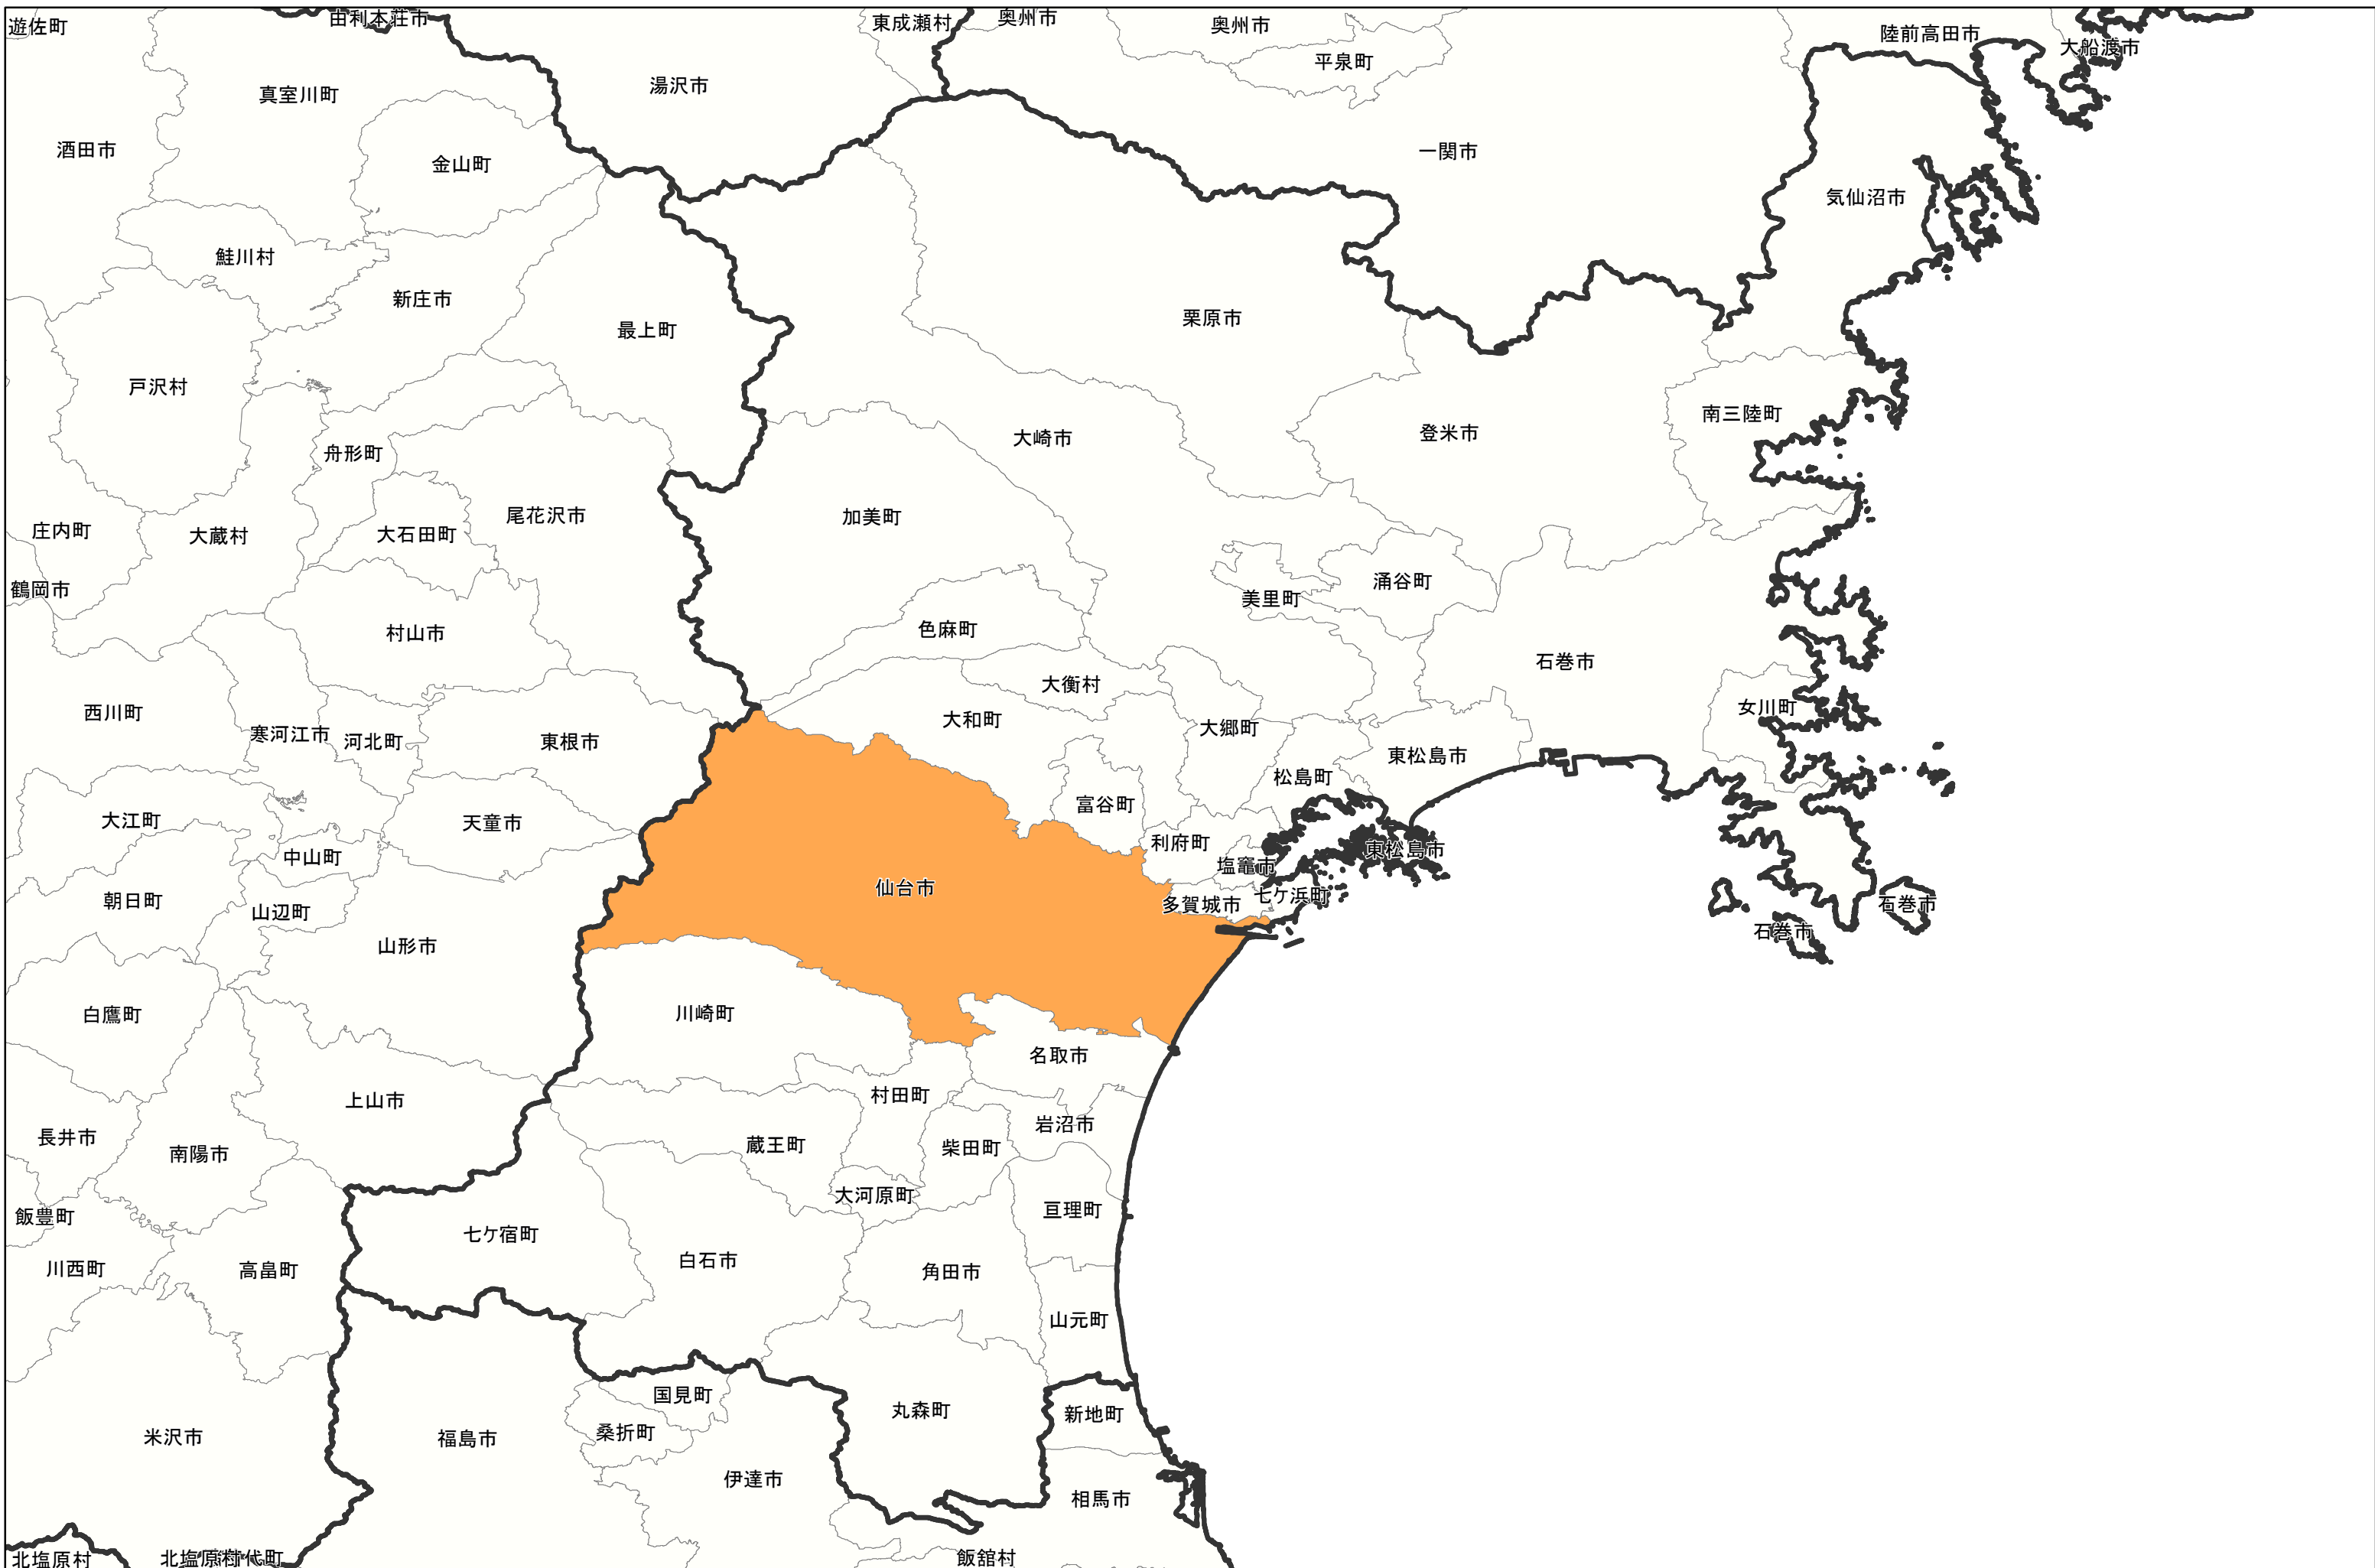 遊佐町
由利本荘市
東成瀬村
奥州市
奥州市
陸前高田市
大船渡市
平泉町
湯沢市
真室川町
酒田市
金山町
一関市
気仙沼市
鮭川村
新庄市
最上町
栗原市
戸沢村
舟形町
大崎市
登米市
南三陸町
庄内町
大蔵村
大石田町
尾花沢市
加美町
鶴岡市
美里町
涌谷町
村山市
色麻町
石巻市
西川町
寒河江市
河北町
東根市
大和町
大衡村
大郷町
女川町
東松島市
松島町
大江町
天童市
富谷町
利府町
中山町
塩竈市
東松島市
朝日町
山辺町
仙台市
多賀城市
七ケ浜町
石巻市
石巻市
山形市
白鷹町
川崎町
名取市
上山市
村田町
岩沼市
長井市
南陽市
蔵王町
柴田町
大河原町
飯豊町
亘理町
七ケ宿町
川西町
高畠町
白石市
角田市
山元町
国見町
丸森町
新地町
米沢市
福島市
桑折町
伊達市
相馬市
北塩原村
北塩原村
飯舘村